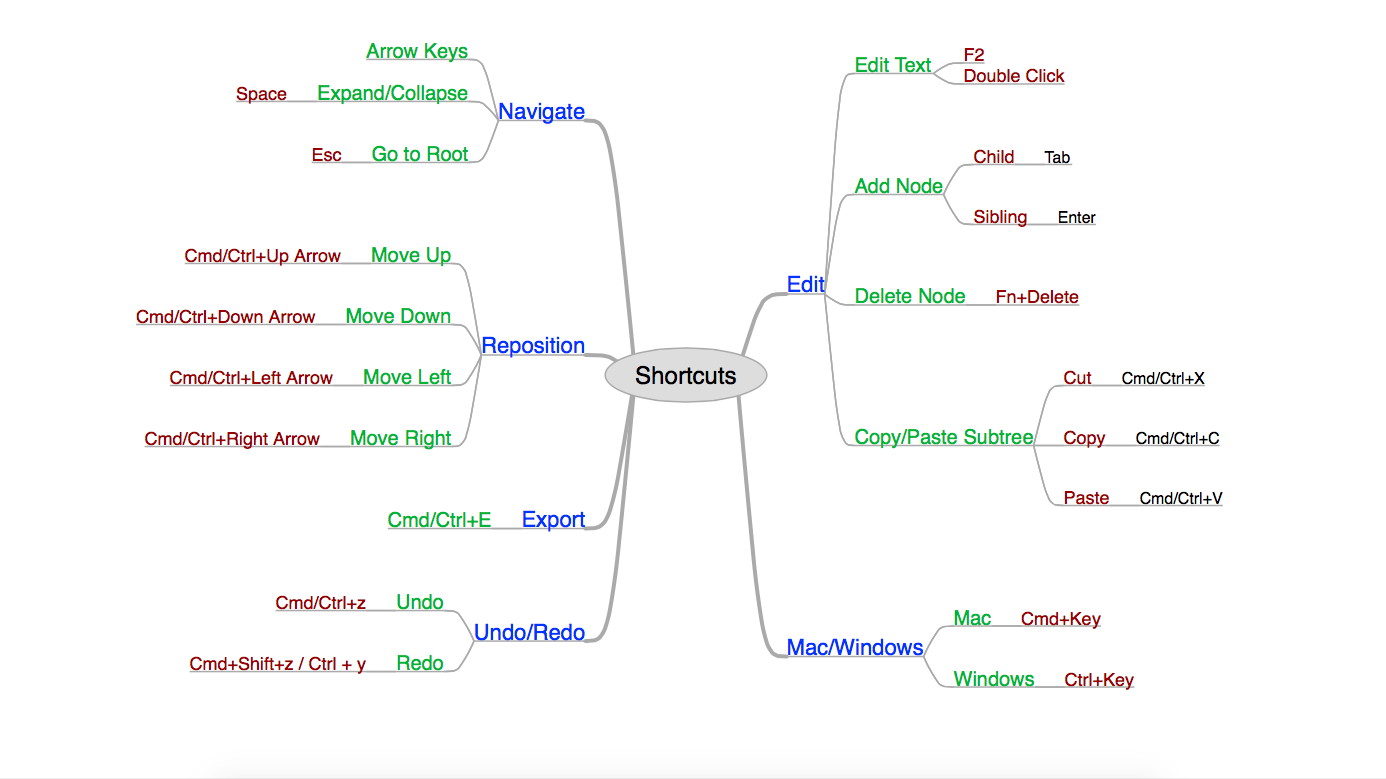 Shortcuts
Navigate
Arrow Keys
Expand/Collapse Space
Go to Root Esc
Reposition
Move Up Cmd/Ctrl+Up Arrow
Move Down Cmd/Ctrl+Down Arrow
Move Left Cmd/Ctrl+Left Arrow
Move Right Cmd/Ctrl+Right Arrow
Export Cmd/Ctrl+E
Undo/Redo
Undo Cmd/Ctrl+z
Redo Cmd+Shift+z / Ctrl + y
Edit
Edit Text
F2
Double Click
Add Node
Child Tab
Sibling Enter
Delete Node Fn+Delete
Copy/Paste Subtree
Cut Cmd/Ctrl+X
Copy Cmd/Ctrl+C
Paste Cmd/Ctrl+V
Mac/Windows
Mac Cmd+Key
Windows Ctrl+Key